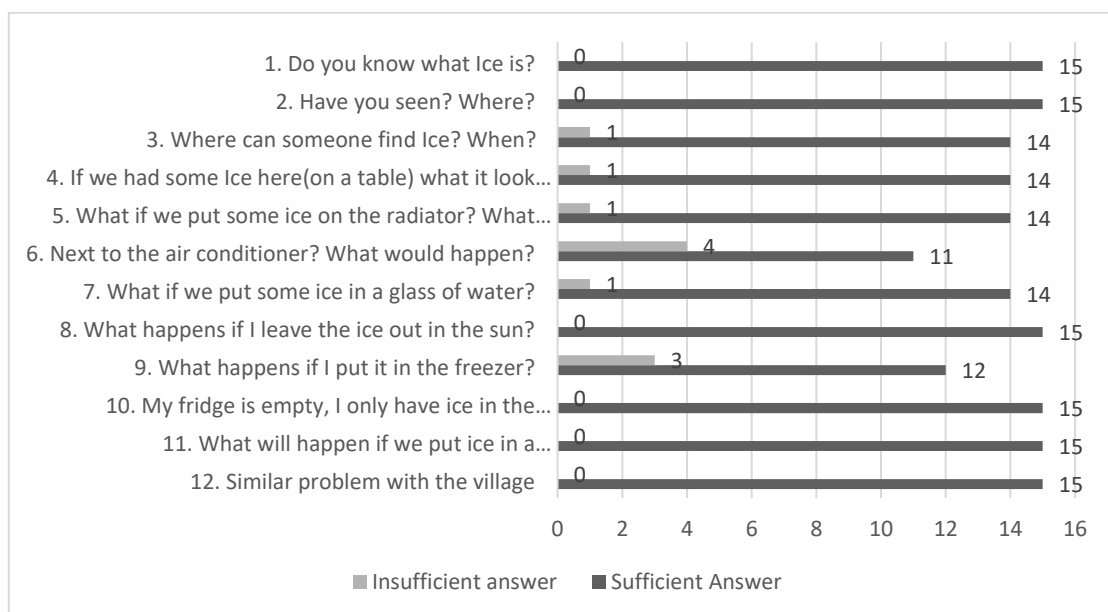 1. Do you know what Ice is?
0
15
2. Have you seen? Where?
0
15
3. Where can someone find Ice? When?
1
14
4. If we had some Ice here(on a table) what it look...
1
14
5. What if we put some ice on the radiator? What...
1
14
6. Next to the air conditioner? What would happen?
4
11
7. What if we put some ice in a glass of water?
1
14
8. What happens if I leave the ice out in the sun?
0
15
9. What happens if I put it in the freezer?
3
12
10. My fridge is empty, I only have ice in the...
0
15
11. What will happen if we put ice in a...
0
15
12. Similar problem with the village
0
15
0 2 4 6 8 10 12 14 16
Insufficient answer Sufficient Answer